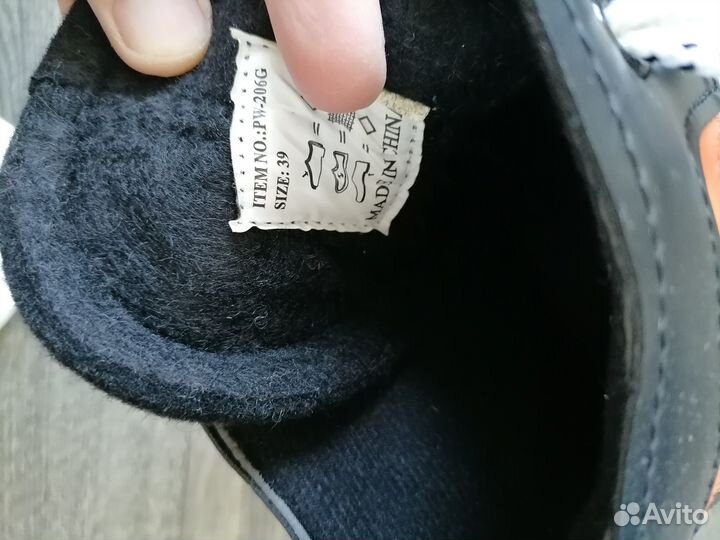 ITEM NO.:PW-206G
SIZE: 39
MADE IN CHINA
Avito